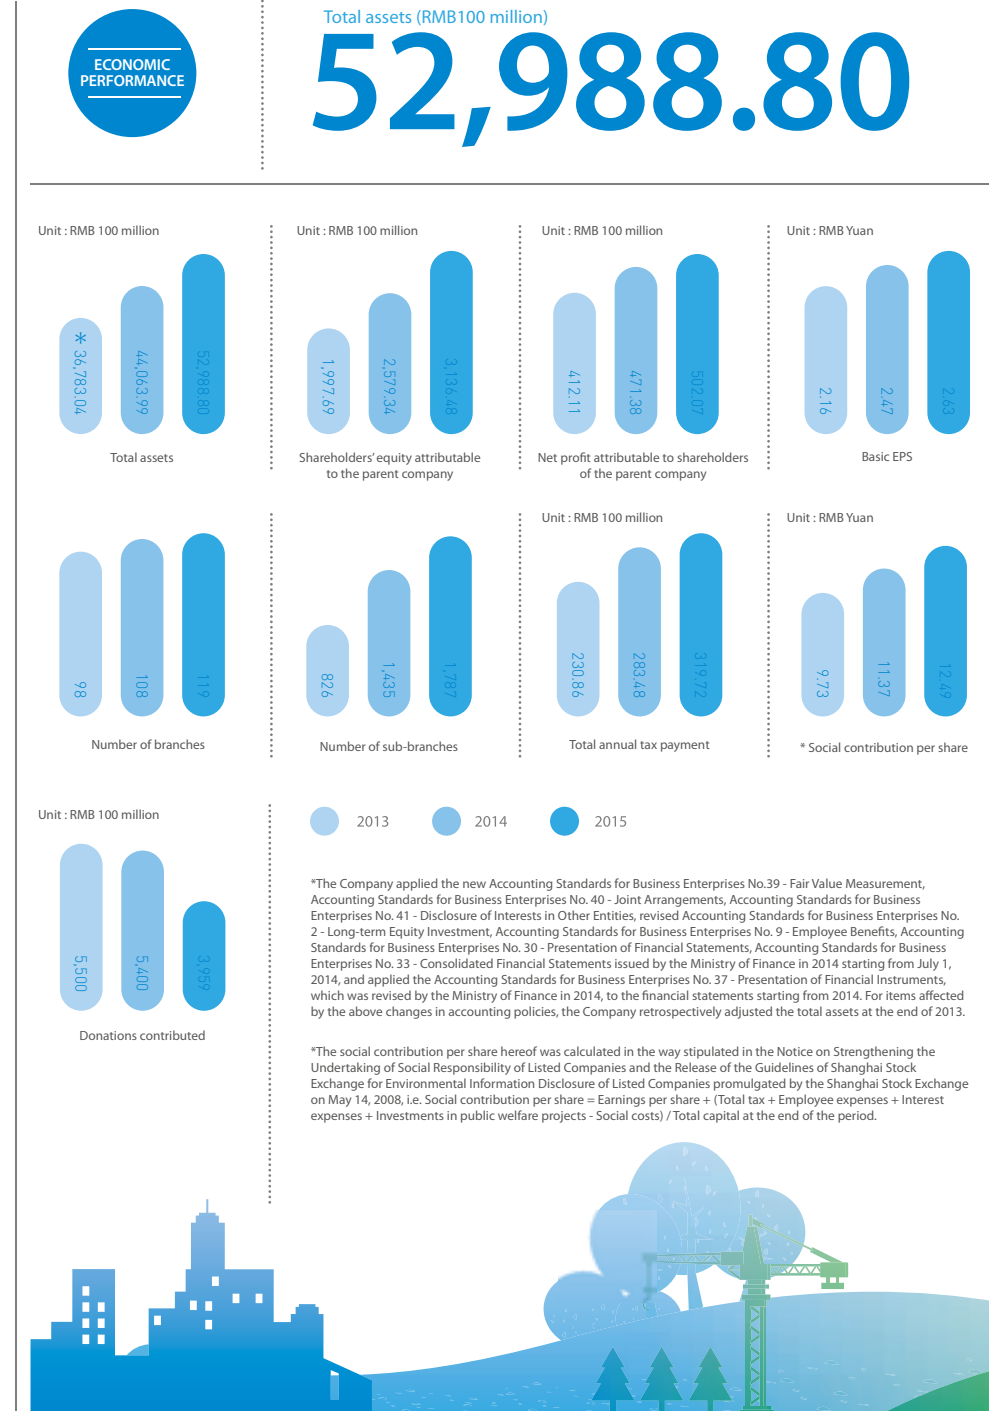 ECONOMIC
PERFORMANCE
Total assets (RMB100 million)
52,988.80
Unit : RMB 100 million
* 36,783.04
44,063.99
52,988.80
Total assets
Unit : RMB 100 million
1,997.69
2,579.34
3,136.48
Shareholders' equity attributable
to the parent company
Unit : RMB 100 million
412.11
471.38
502.07
Net profit attributable to shareholders
of the parent company
Unit : RMB Yuan
2.16
2.47
2.63
Basic EPS
98
108
119
Number of branches
826
1,435
1,787
Number of sub-branches
Unit : RMB 100 million
230.86
283.48
319.72
Total annual tax payment
Unit : RMB Yuan
9.73
11.37
12.49
* Social contribution per share
Unit : RMB 100 million
5,500
5,400
3,959
Donations contributed
2013
2014
2015
*The Company applied the new Accounting Standards for Business Enterprises No.39 - Fair Value Measurement,
Accounting Standards for Business Enterprises No. 40 - Joint Arrangements, Accounting Standards for Business
Enterprises No. 41 - Disclosure of Interests in Other Entities, revised Accounting Standards for Business Enterprises No.
2 - Long-term Equity Investment, Accounting Standards for Business Enterprises No. 9 - Employee Benefits, Accounting
Standards for Business Enterprises No. 30 - Presentation of Financial Statements, Accounting Standards for Business
Enterprises No. 33 - Consolidated Financial Statements issued by the Ministry of Finance in 2014 starting from July 1,
2014, and applied the Accounting Standards for Business Enterprises No. 37 - Presentation of Financial Instruments,
which was revised by the Ministry of Finance in 2014, to the financial statements starting from 2014. For items affected
by the above changes in accounting policies, the Company retrospectively adjusted the total assets at the end of 2013.
*The social contribution per share hereof was calculated in the way stipulated in the Notice on Strengthening the
Undertaking of Social Responsibility of Listed Companies and the Release of the Guidelines of Shanghai Stock
Exchange for Environmental Information Disclosure of Listed Companies promulgated by the Shanghai Stock Exchange
on May 14, 2008, i.e. Social contribution per share = Earnings per share + (Total tax + Employee expenses + Interest
expenses + Investments in public welfare projects - Social costs) / Total capital at the end of the period.